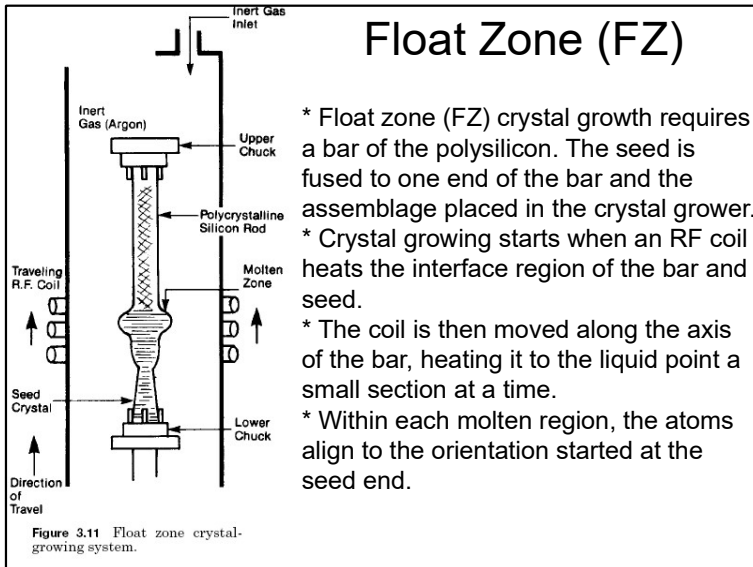 Float Zone (FZ)
Inert Gas
Inlet
Inert
Gas (Argon)
Upper
Chuck
Polycrystalline
Silicon Rod
Traveling
R.F. Coil
Molten
Zone
Seed
Crystal
Lower
Chuck
Direction
of
Travel
Figure 3.11 Float zone crystal-
growing system.
* Float zone (FZ) crystal growth requires
a bar of the polysilicon. The seed is
fused to one end of the bar and the
assemblage placed in the crystal grower.
* Crystal growing starts when an RF coil
heats the interface region of the bar and
seed.
* The coil is then moved along the axis
of the bar, heating it to the liquid point a
small section at a time.
* Within each molten region, the atoms
align to the orientation started at the
seed end.